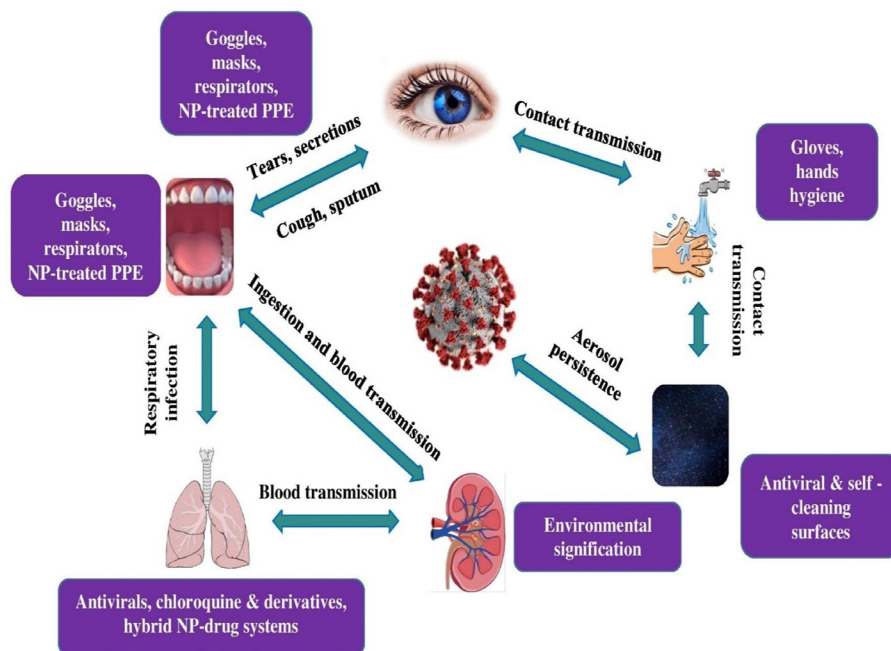 Goggles,
masks,
respirators,
NP-treated PPE
Tears, secretions
Cough, sputum
Contact transmission
Gloves,
hands
hygiene
Goggles,
masks,
respirators,
NP-treated PPE
Contact
transmission
Ingestion and blood transmission
Aerosol
persistence
Respiratory
infection
Blood transmission
Environmental
signification
Antiviral & self -
cleaning
surfaces
Antivirals, chloroquine & derivatives,
hybrid NP-drug systems